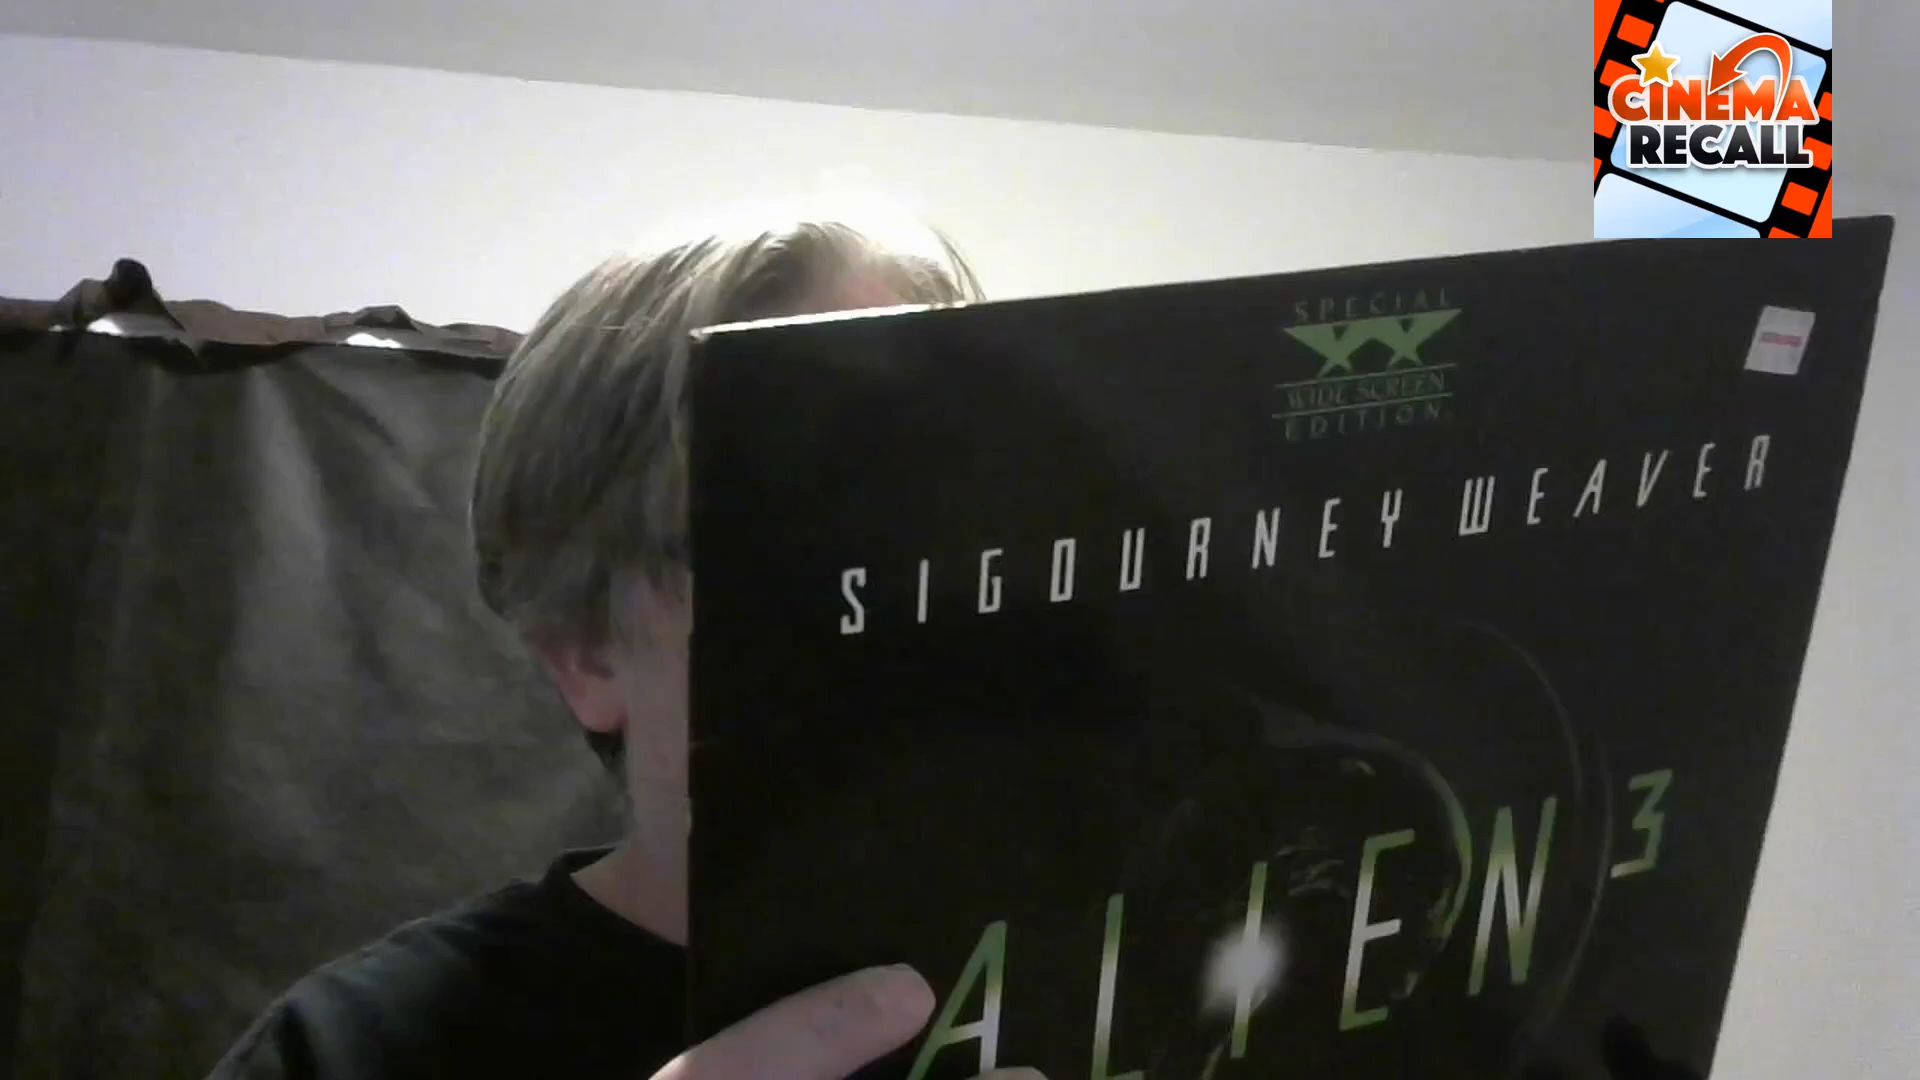 CINEMA
RECALL
SPECIAL
WIDE SCREEN
EDITION
SIGOURNEY WEAVER
ALIEN³